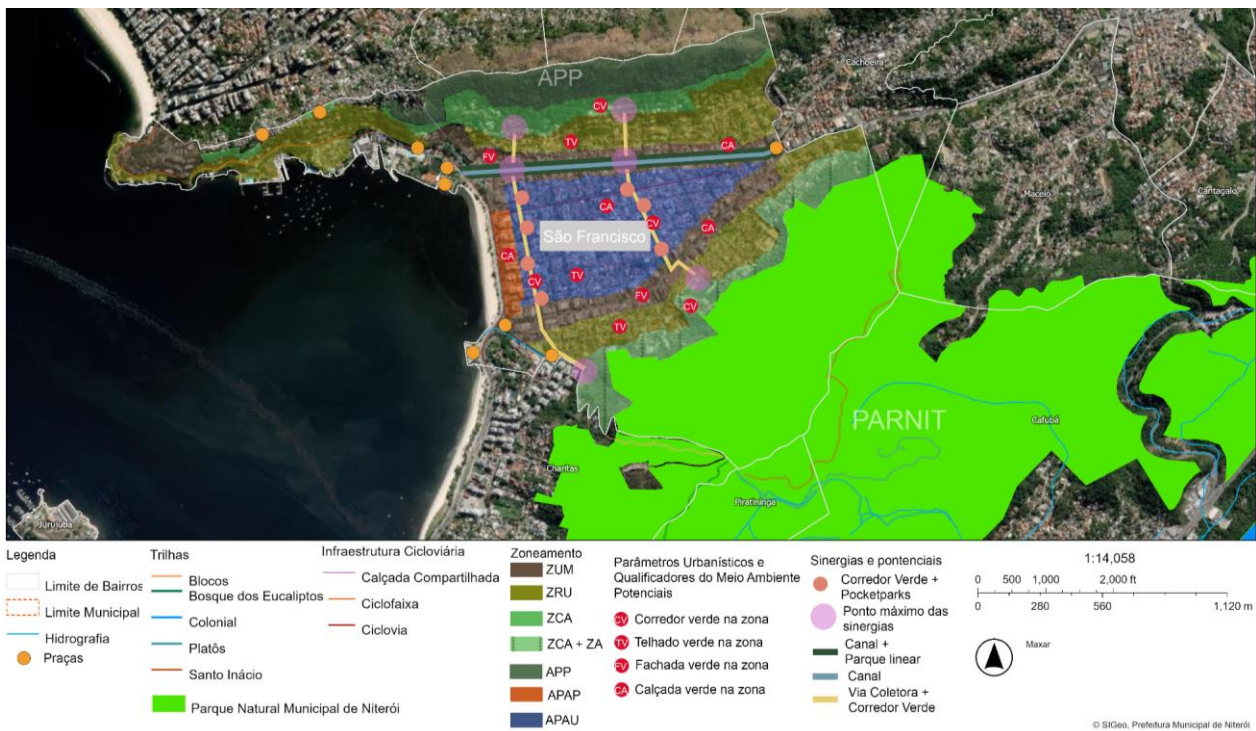 APP
Cachoeira
CV
TV
CA
FV
Maceió
Cantagalo
CA
CV
São Francisco
CA
CA
CV
TV
FV
CV
TV
PARNIT
Cafubá
Charitas
Piratininga
Jurujuba
Legenda
Limite de Bairros
Limite Municipal
Hidrografia
Praças
Trilhas
Blocos
Bosque dos Eucaliptos
Colonial
Platôs
Santo Inácio
Parque Natural Municipal de Niterói
Infraestrutura Cicloviária
Calçada Compartilhada
Ciclofaixa
Ciclovia
Zoneamento
ZUM
ZRU
ZCA
ZCA + ZA
APP
APAP
APAU
Parâmetros Urbanísticos e
Qualificadores do Meio Ambiente
Potenciais
CV Corredor verde na zona
TV Telhado verde na zona
FV Fachada verde na zona
CA Calçada verde na zona
Sinergias e ponteciais
Corredor Verde +
Pocketparks
Ponto máximo das
sinergias
Canal +
Parque linear
Canal
Via Coletora +
Corredor Verde
1:14,058
0 500 1,000 2,000 ft
0 280 560 1,120 m
Maxar
© SIGeo, Prefeitura Municipal de Niterói